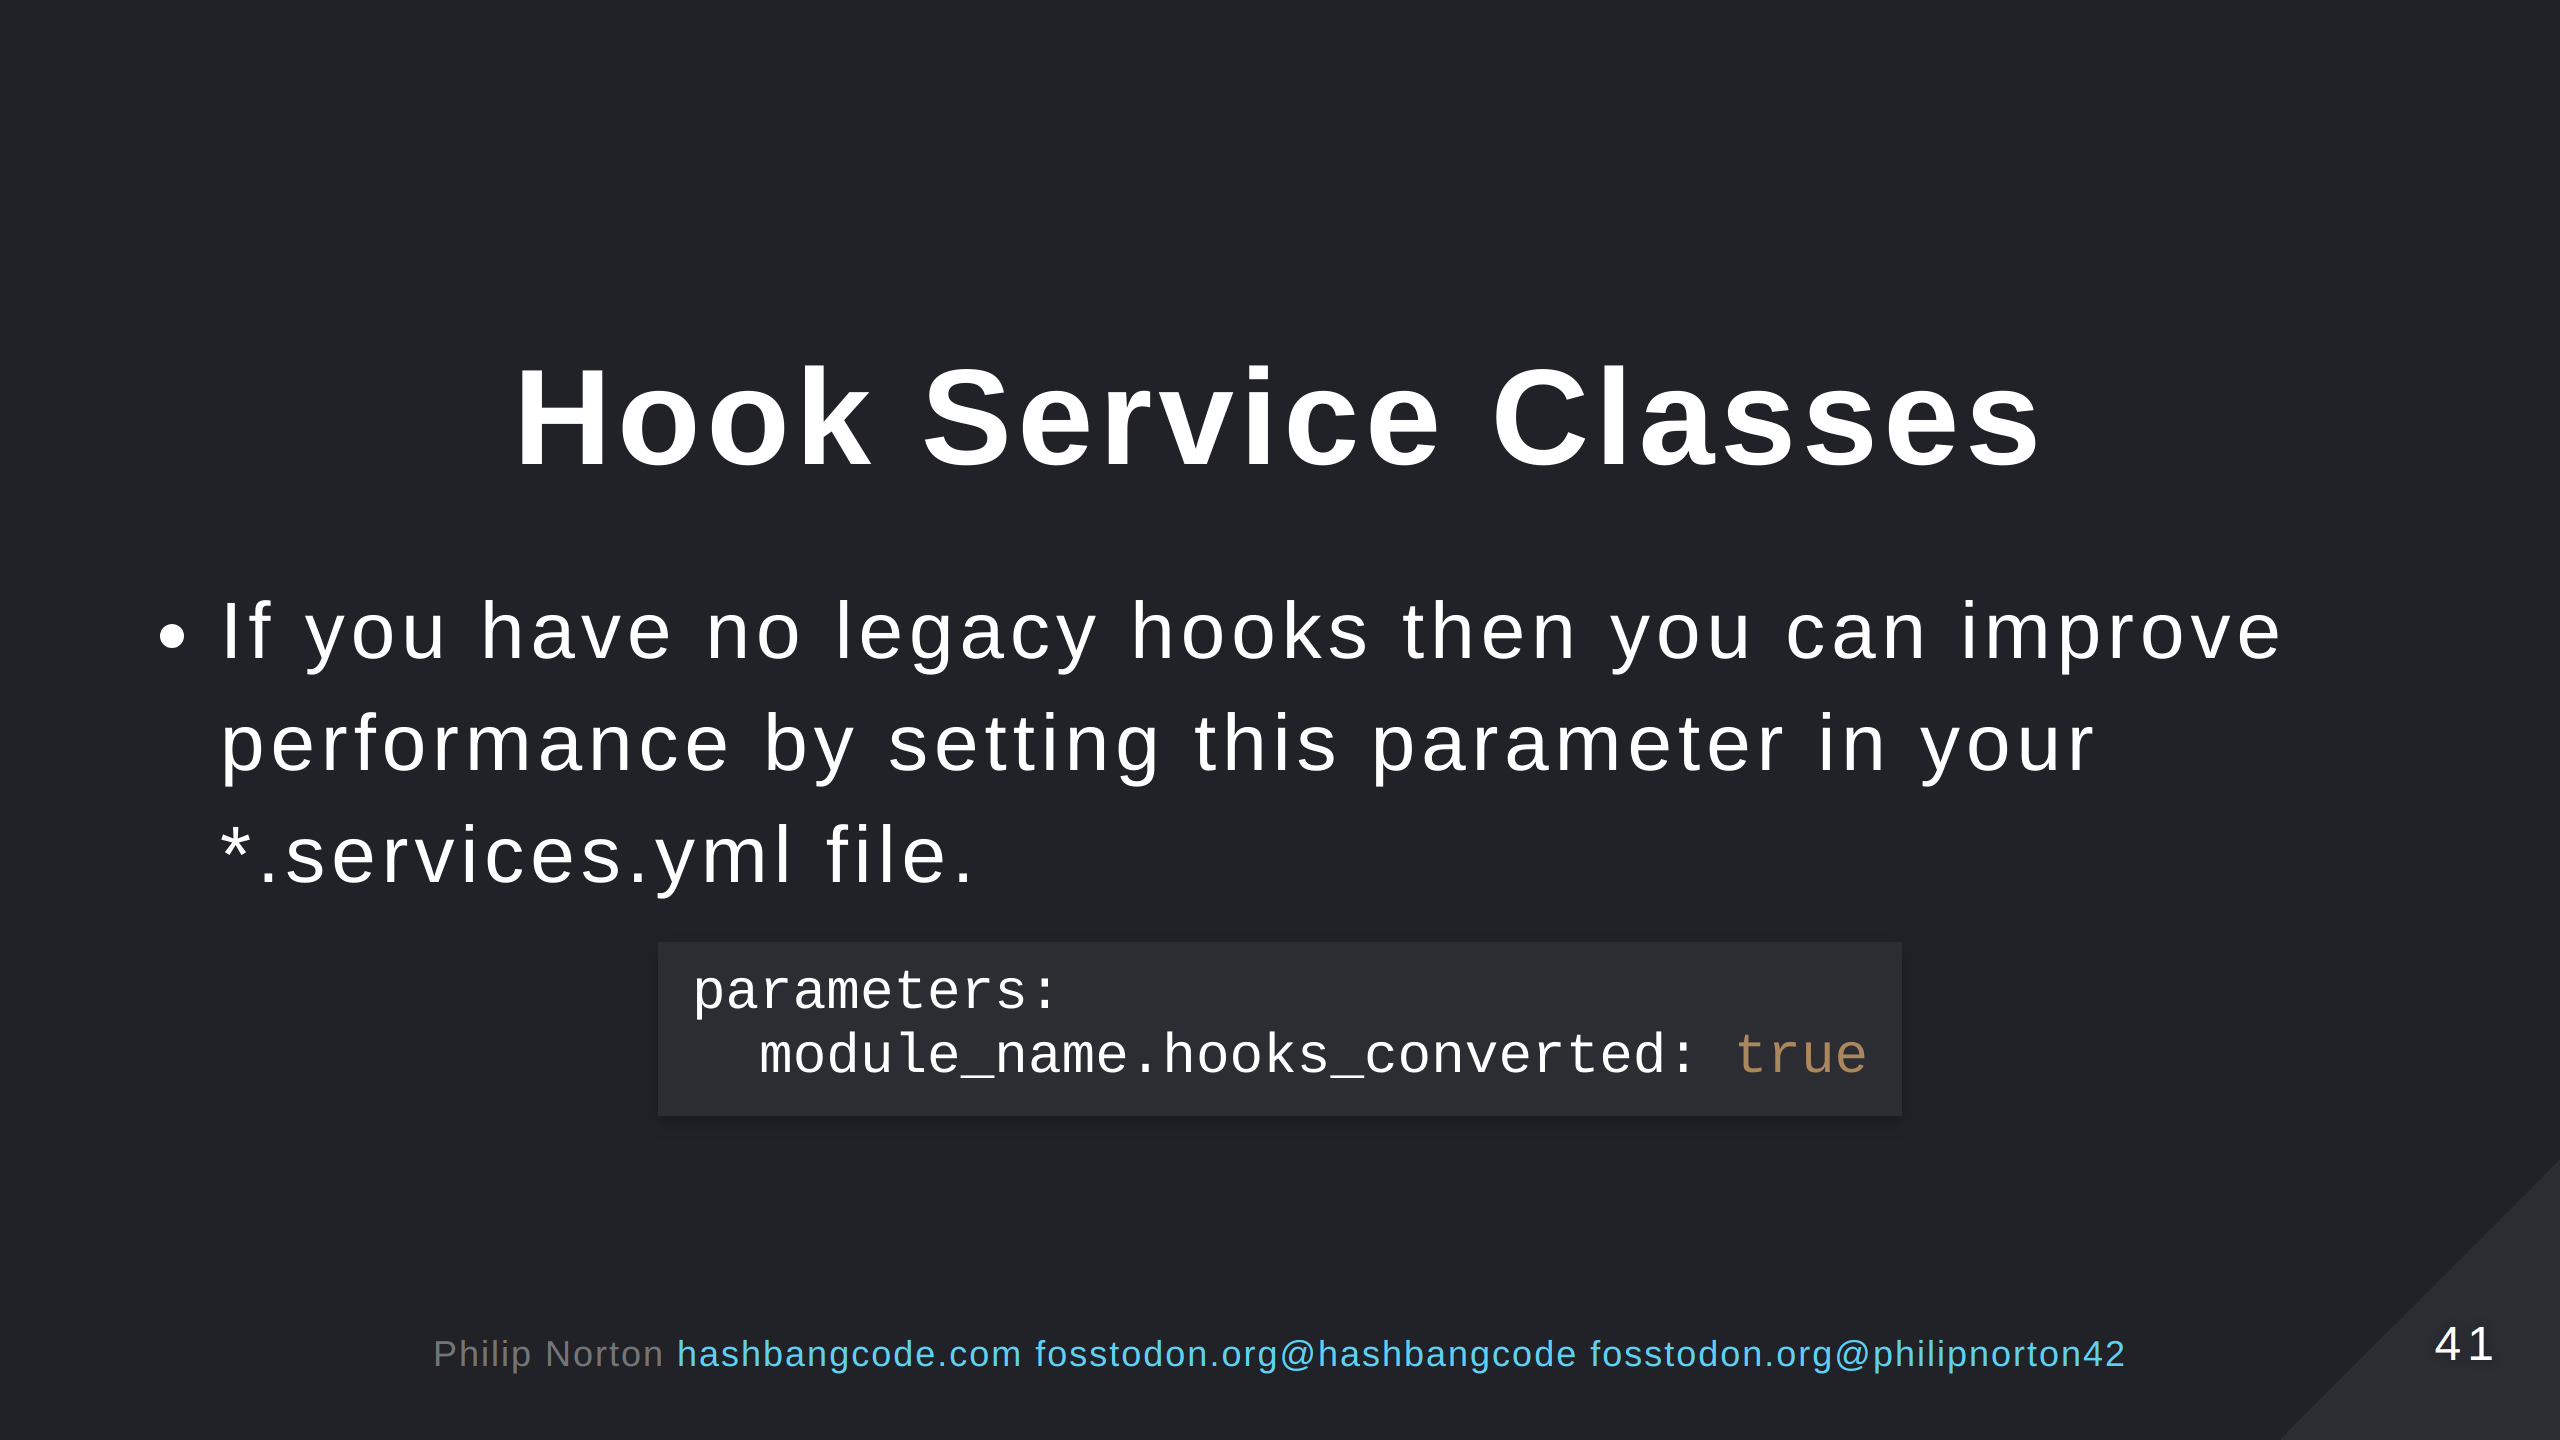 Hook Service Classes
• If you have no legacy hooks then you can improve
performance by setting this parameter in your
*.services.yml file.
parameters:
  module_name.hooks_converted: true
Philip Norton hashbangcode.com fosstodon.org@hashbangcode fosstodon.org@philipnorton42
41